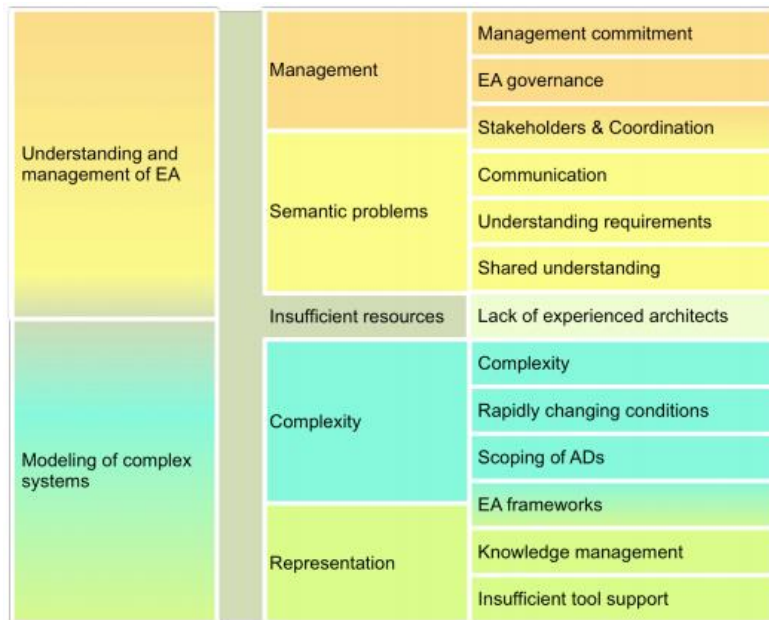 Understanding and
management of EA
Modeling of complex
systems
Management
Semantic problems
Insufficient resources
Complexity
Representation
Management commitment
EA governance
Stakeholders & Coordination
Communication
Understanding requirements
Shared understanding
Lack of experienced architects
Complexity
Rapidly changing conditions
Scoping of ADs
EA frameworks
Knowledge management
Insufficient tool support